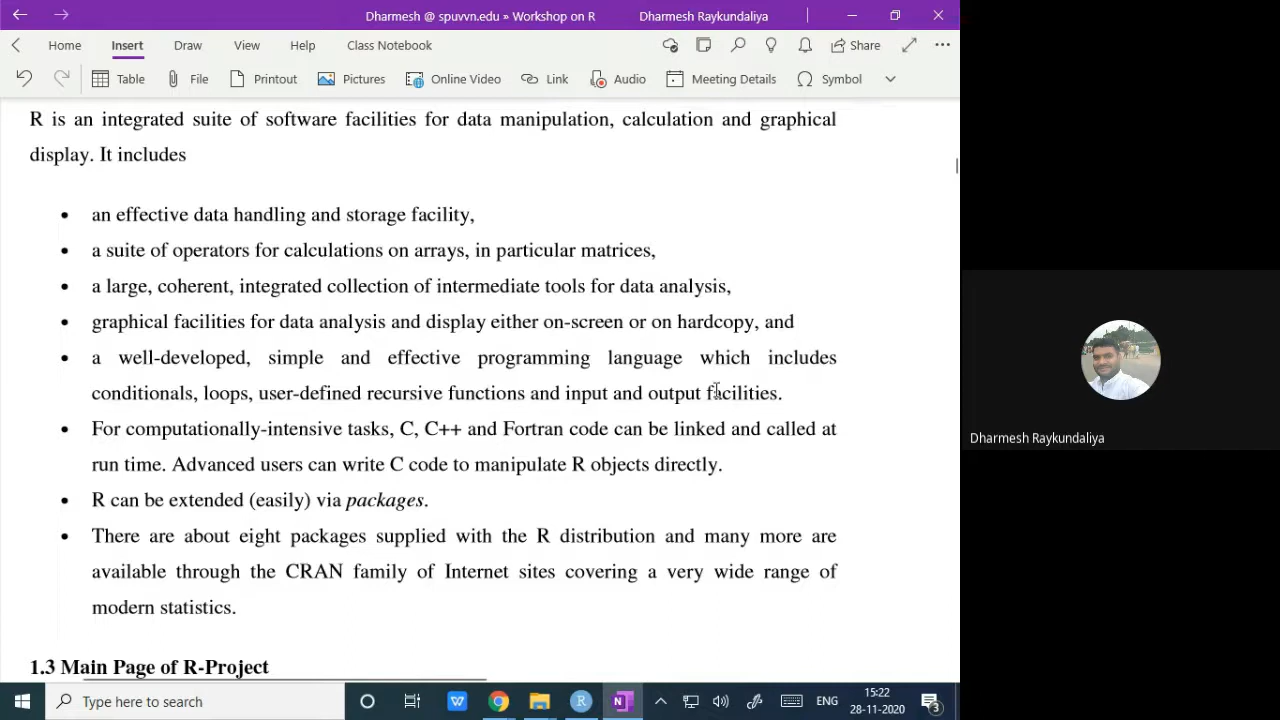 Dharmesh @ spuvvn.edu » Workshop on R
Dharmesh Raykundaliya
Home Insert Draw View Help Class Notebook Share
Table File Printout Pictures Online Video Link Audio Meeting Details Symbol
R is an integrated suite of software facilities for data manipulation, calculation and graphical
display. It includes
• an effective data handling and storage facility,
• a suite of operators for calculations on arrays, in particular matrices,
• a large, coherent, integrated collection of intermediate tools for data analysis,
• graphical facilities for data analysis and display either on-screen or on hardcopy, and
• a well-developed, simple and effective programming language which includes
conditionals, loops, user-defined recursive functions and input and output facilities.
• For computationally-intensive tasks, C, C++ and Fortran code can be linked and called at
run time. Advanced users can write C code to manipulate R objects directly.
• R can be extended (easily) via packages.
• There are about eight packages supplied with the R distribution and many more are
available through the CRAN family of Internet sites covering a very wide range of
modern statistics.
1.3 Main Page of R-Project
Dharmesh Raykundaliya
Type here to search
W
R
N
ENG
15:22
28-11-2020
3